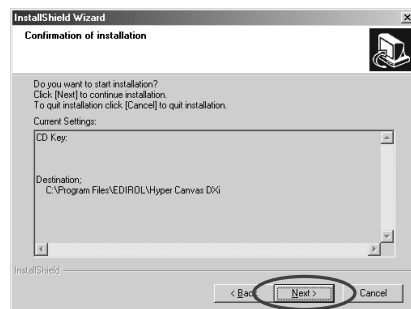 InstallShield Wizard
Confirmation of installation
Do you want to start installation?
Click [Next] to continue installation.
To quit installation click [Cancel] to quit installation.
Current Settings:
CD Key:
Destination;
C:\Program Files\EDIROL\Hyper Canvas DXi
InstallShield
< Back
Next >
Cancel